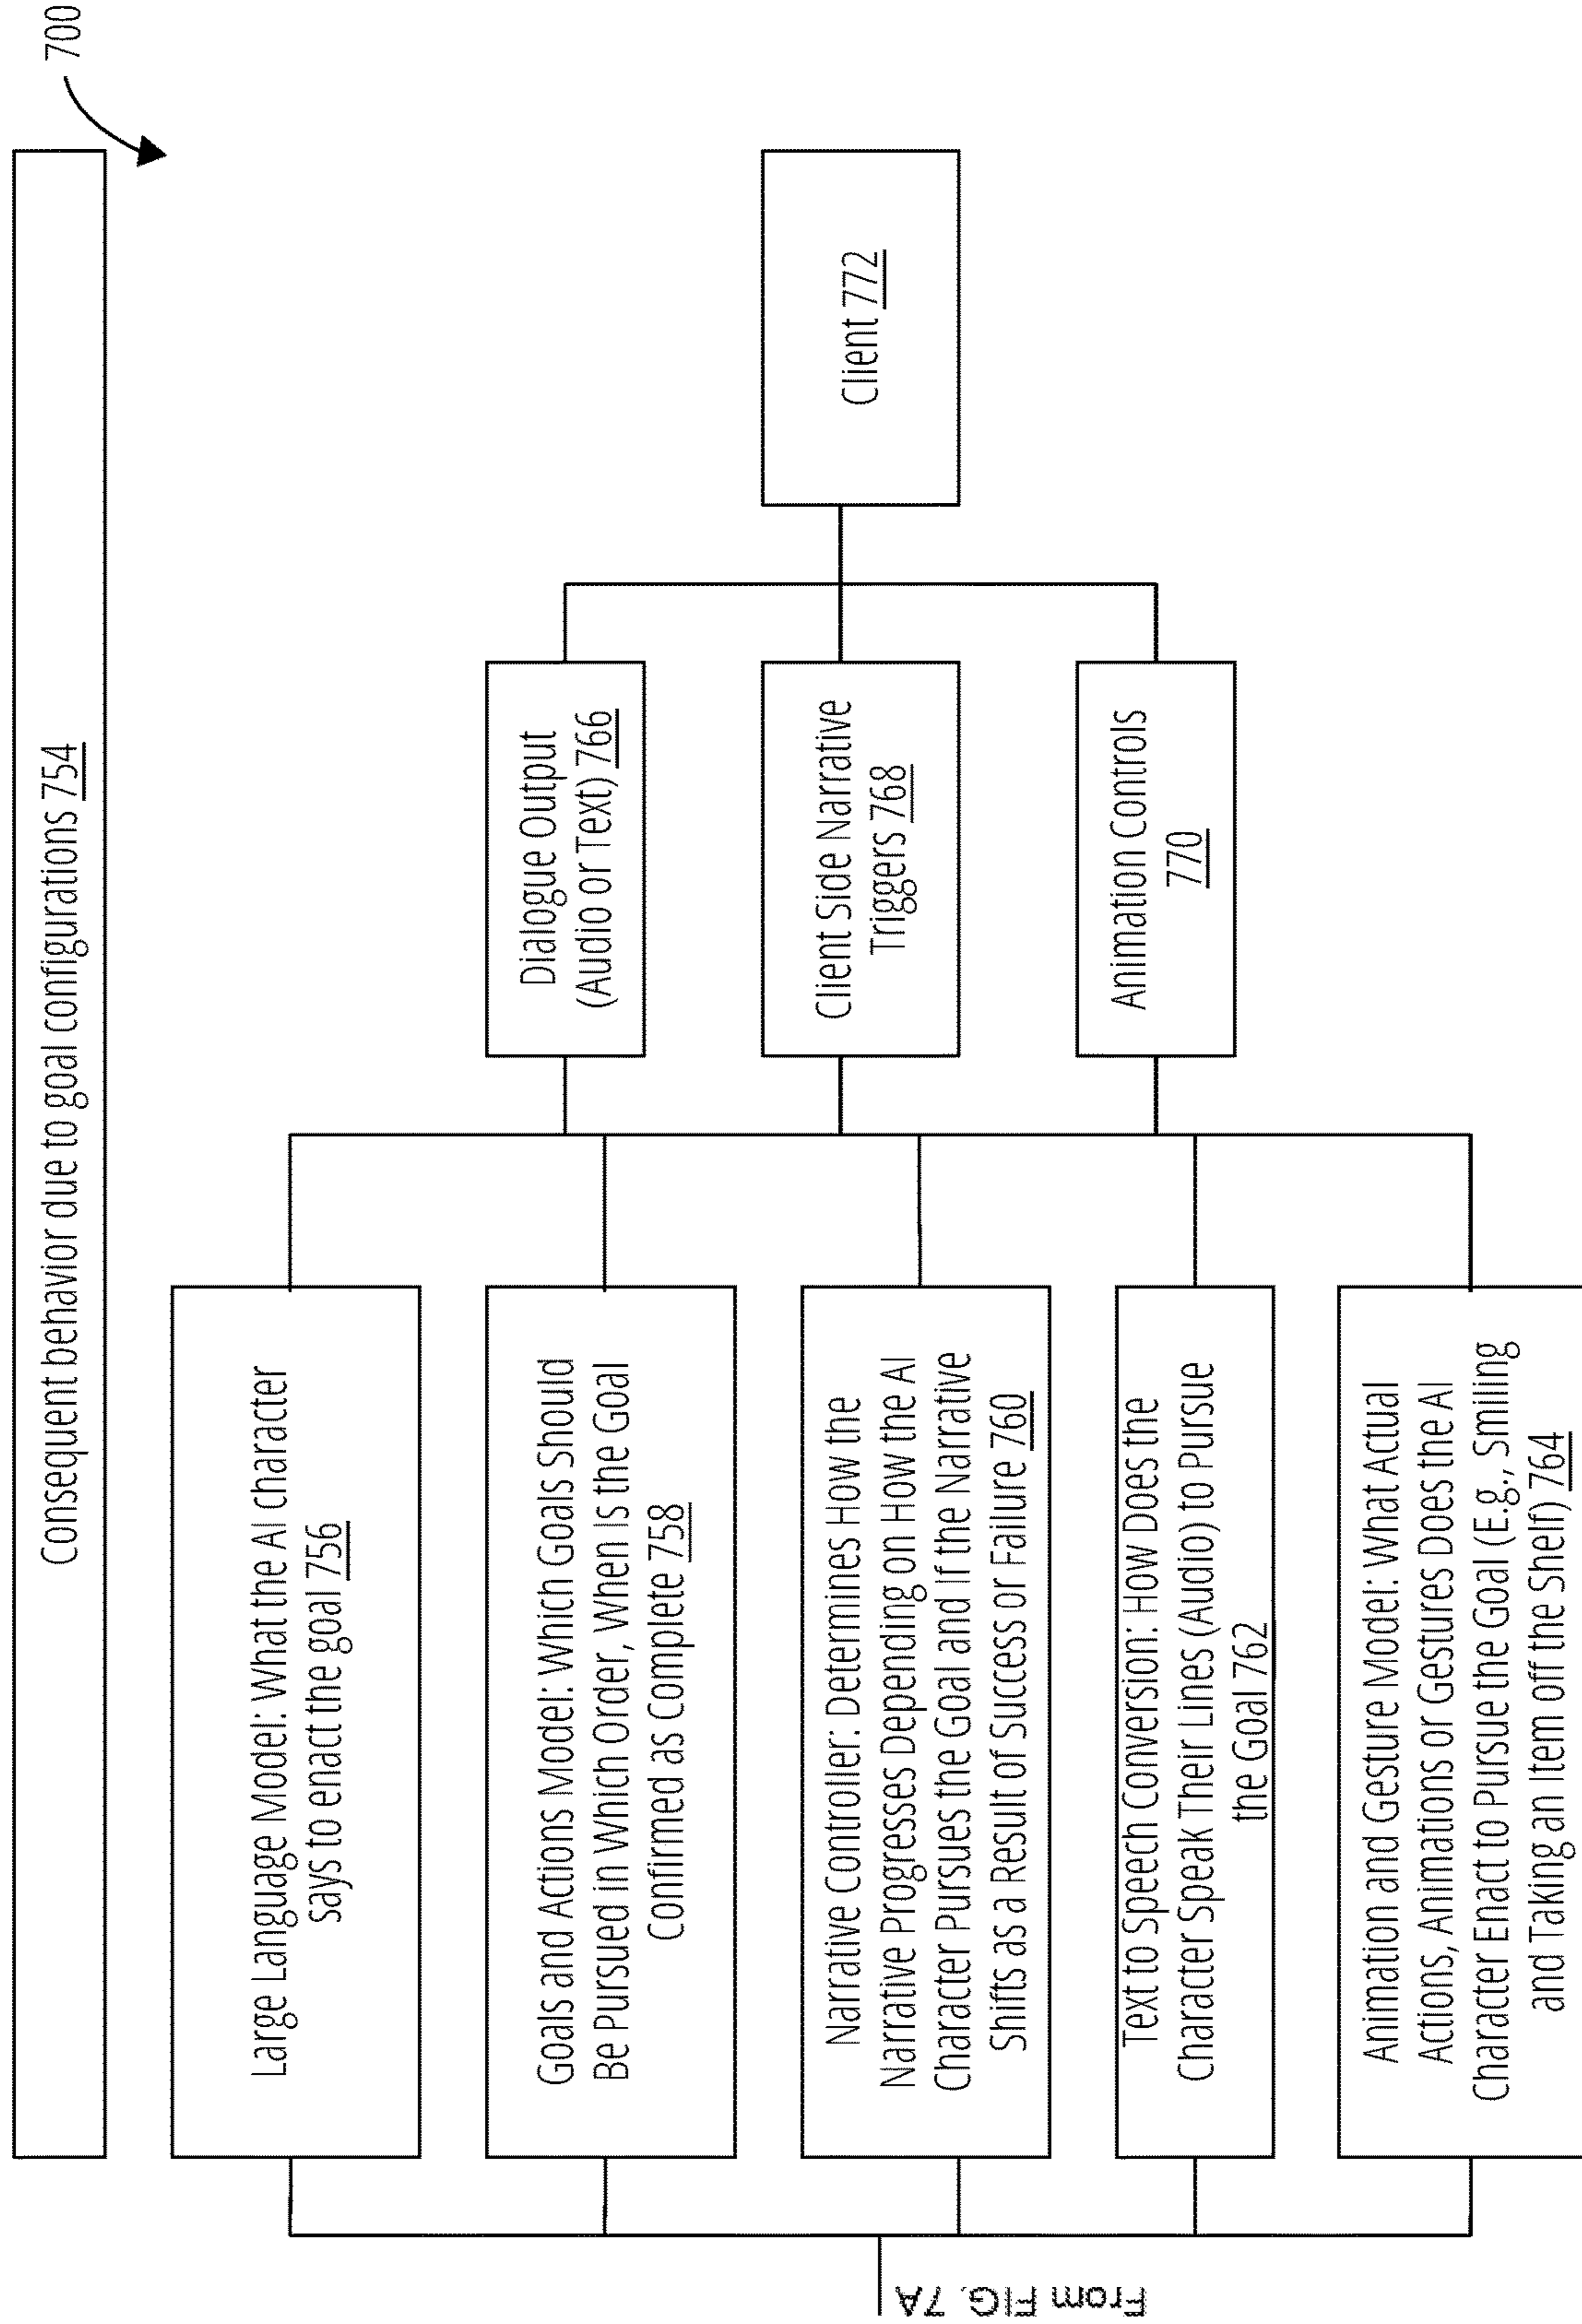 700
Consequent behavior due to goal configurations 754
Large Language Model: What the AI character
says to enact the goal 756
Goals and Actions Model: Which Goals Should
Be Pursued in Which Order, When Is the Goal
Confirmed as Complete 758
Narrative Controller: Determines How the
Narrative Progresses Depending on How the AI
Character Pursues the Goal and If the Narrative
Shifts as a Result of Success or Failure 760
Text to Speech Conversion: How Does the
Character Speak Their Lines (Audio) to Pursue
the Goal 762
Animation and Gesture Model: What Actual
Actions, Animations or Gestures Does the AI
Character Enact to Pursue the Goal (E.g., Smiling
and Taking an Item off the Shelf) 764
Dialogue Output
(Audio or Text) 766
Client Side Narrative
Triggers 768
Animation Controls
770
Client 772
From FIG. 7A